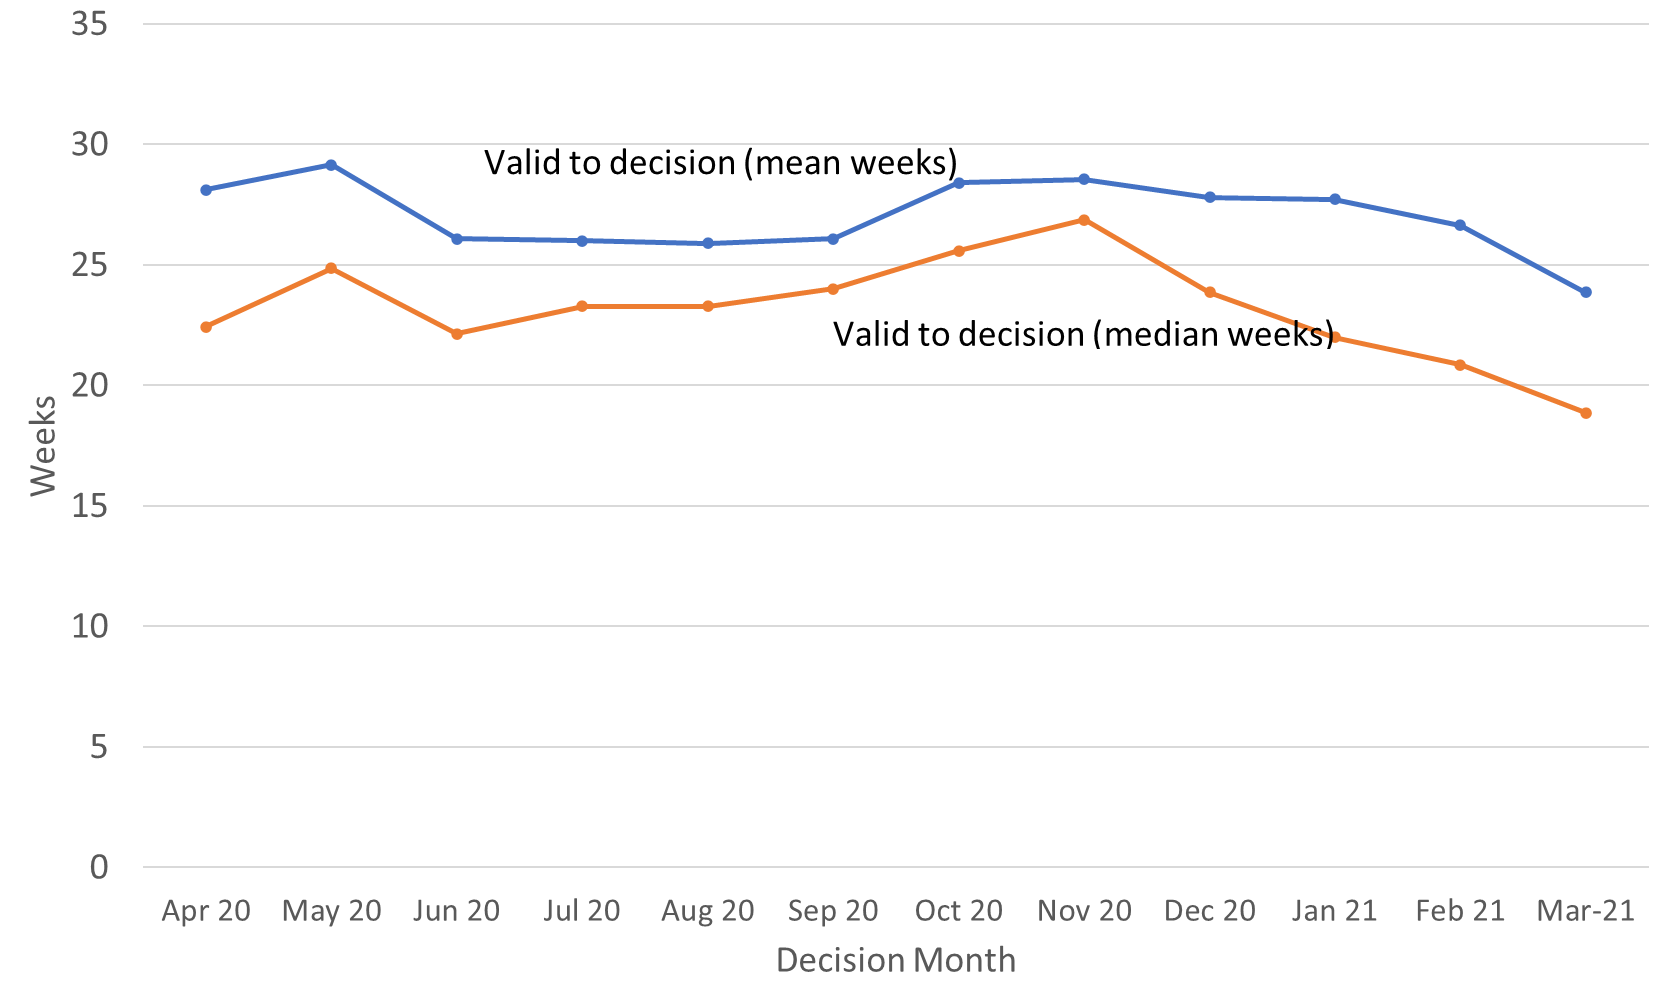 35
30
Valid to decision (mean weeks)
25
Valid to decision (median weeks)
20
Weeks
15
10
5
0
Apr 20 May 20 Jun 20 Jul 20 Aug 20 Sep 20 Oct 20 Nov 20 Dec 20 Jan 21 Feb 21 Mar-21
Decision Month